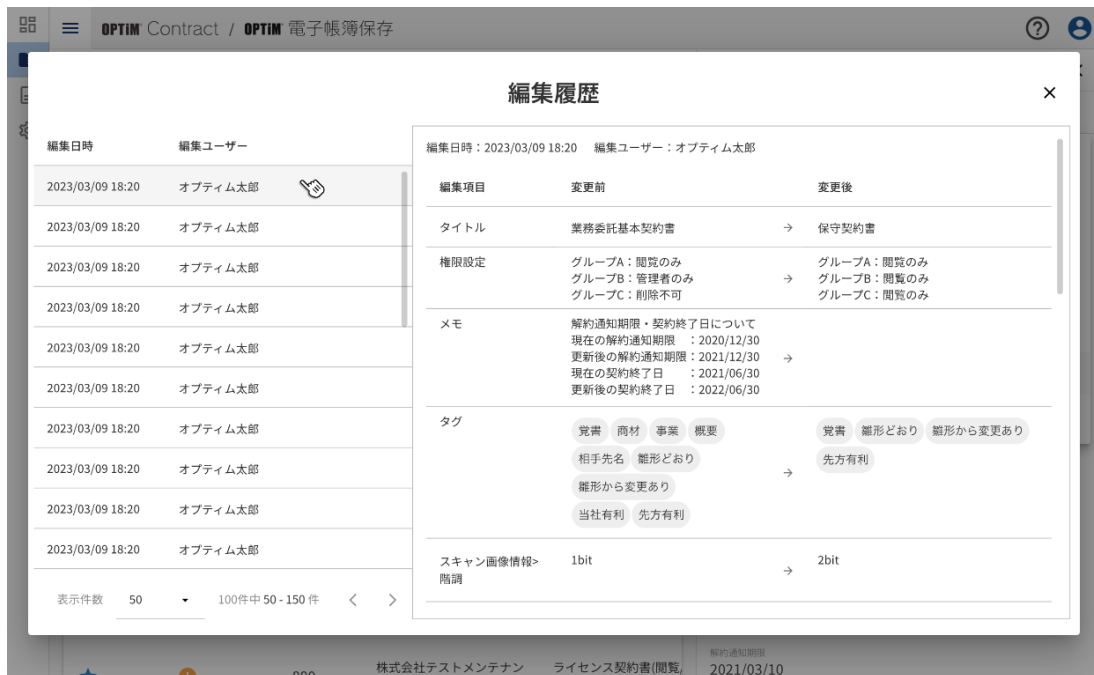 OPTiM Contract / OPTiM 電子帳簿保存
編集履歴
編集日時 編集ユーザー
2023/03/09 18:20 オプティム太郎
2023/03/09 18:20 オプティム太郎
2023/03/09 18:20 オプティム太郎
2023/03/09 18:20 オプティム太郎
2023/03/09 18:20 オプティム太郎
2023/03/09 18:20 オプティム太郎
2023/03/09 18:20 オプティム太郎
2023/03/09 18:20 オプティム太郎
2023/03/09 18:20 オプティム太郎
2023/03/09 18:20 オプティム太郎
表示件数 50 100件中 50 - 150 件
編集日時：2023/03/09 18:20 編集ユーザー：オプティム太郎
編集項目 変更前 変更後
タイトル 業務委託基本契約書 → 保守契約書
権限設定
グループA：閲覧のみ
グループB：管理者のみ
グループC：削除不可
→
グループA：閲覧のみ
グループB：閲覧のみ
グループC：閲覧のみ
メモ
解約通知期限・契約終了日について
現在の解約通知期限 ：2020/12/30
更新後の解約通知期限：2021/12/30
現在の契約終了日 ：2021/06/30
更新後の契約終了日 ：2022/06/30
→
タグ
覚書 商材 事業 概要
相手先名 雛形どおり
雛形から変更あり
当社有利 先方有利
→
覚書 雛形どおり 雛形から変更あり
先方有利
スキャン画像情報>
階調
1bit → 2bit
株式会社テストメンテナン ライセンス契約書(閲覧/
解約通知期限
2021/03/10